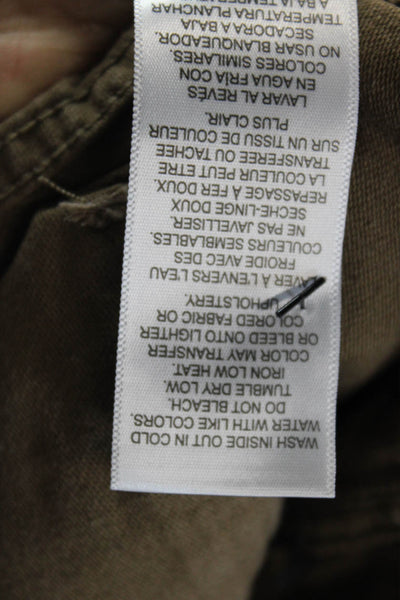 WASH INSIDE OUT IN COLD
WATER WITH LIKE COLORS.
DO NOT BLEACH.
TUMBLE DRY LOW.
IRON LOW HEAT.
COLOR MAY TRANSFER
OR BLEED ONTO LIGHTER
COLORED FABRIC OR
UPHOLSTERY.
LAVER À L'ENVERS L'EAU
FROIDE AVEC DES
COULEURS SEMBLABLES.
NE PAS JAVELLISER.
SÈCHE-LINGE DOUX
REPASSAGE À FER DOUX.
LA COULEUR PEUT ÊTRE
TRANSFÉRÉE OU TACHÉE
SUR UN TISSU DE COULEUR
PLUS CLAIR.
LAVAR AL REVÉS
EN AGUA FRÍA CON
COLORES SIMILARES.
NO USAR BLANQUEADOR.
SECADORA A BAJA
TEMPERATURA PLANCHAR
A BAJA TEMPERATURA